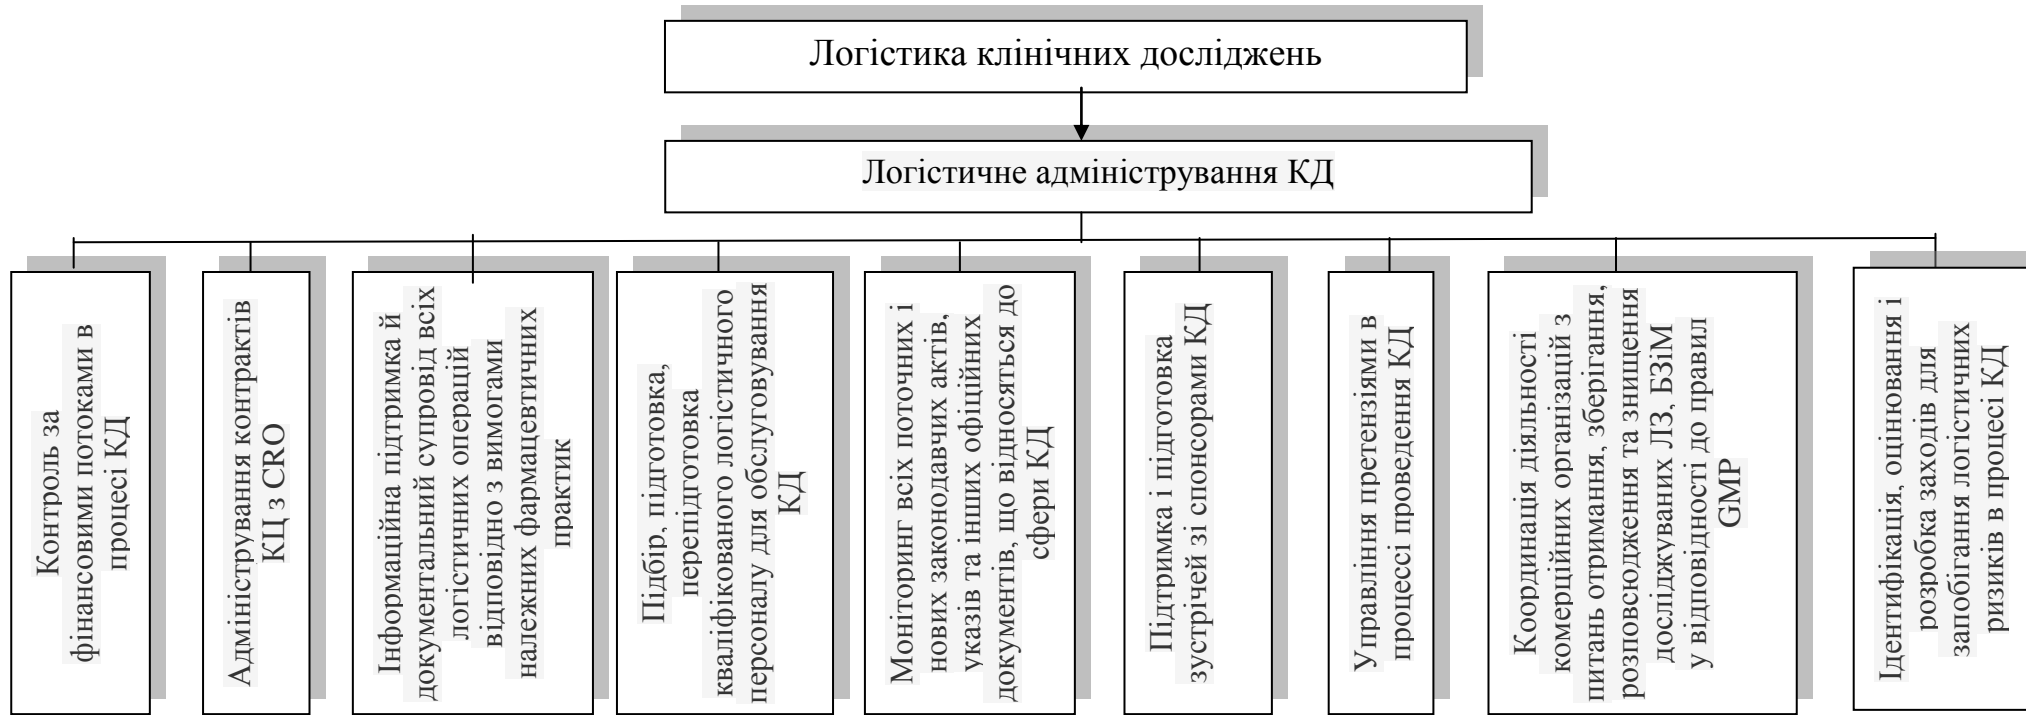 Логістика клінічних досліджень
Логістичне адміністрування КД
Контроль за
фінансовими потоками в
процесі КД
Адміністрування контрактів
КЦ з CRO
Інформаційна підтримка й
документальний супровід всіх
логістичних операцій
відповідно з вимогами
належних фармацевтичних
практик
Підбір, підготовка,
перепідготовка
кваліфікованого логістичного
персоналу для обслуговування
КД
Моніторинг всіх поточних і
нових законодавчих актів,
указів та інших офіційних
документів, що відносяться до
сфери КД
Підтримка і підготовка
зустрічей зі спонсорами КД
Управління претензіями в
процессі проведення КД
Координація діяльності
комерційних організацій з
питань отримання, зберігання,
розповсюдження та знищення
досліджуваних ЛЗ, БЗіМ
у відповідності до правил
GMP
Ідентифікація, оцінювання і
розробка заходів для
запобігання логістичних
ризиків в процесі КД